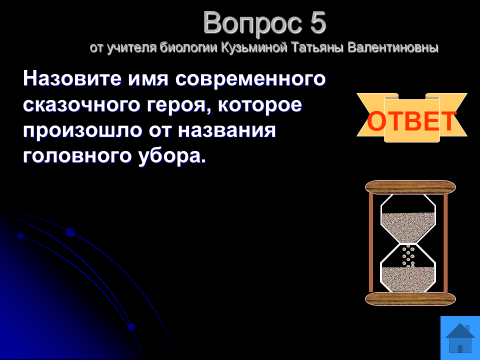 Вопрос 5
от учителя биологии Кузьминой Татьяны Валентиновны
Назовите имя современного
сказочного героя, которое
произошло от названия
головного убора.
ОТВЕТ